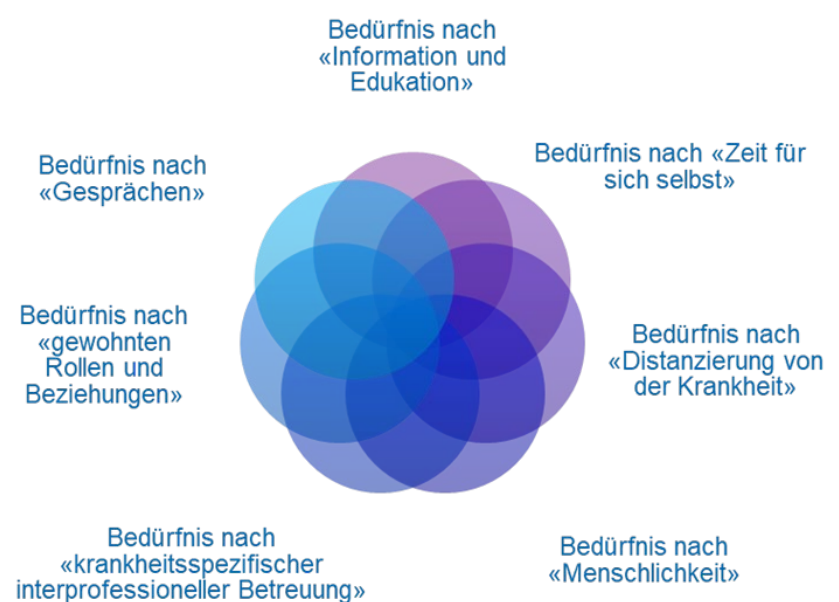 Bedürfnis nach
«Information und
Edukation»
Bedürfnis nach «Zeit für
sich selbst»
Bedürfnis nach
«Distanzierung von
der Krankheit»
Bedürfnis nach
«Menschlichkeit»
Bedürfnis nach
«krankheitsspezifischer
interprofessioneller Betreuung»
Bedürfnis nach
«gewohnten
Rollen und
Beziehungen»
Bedürfnis nach
«Gesprächen»